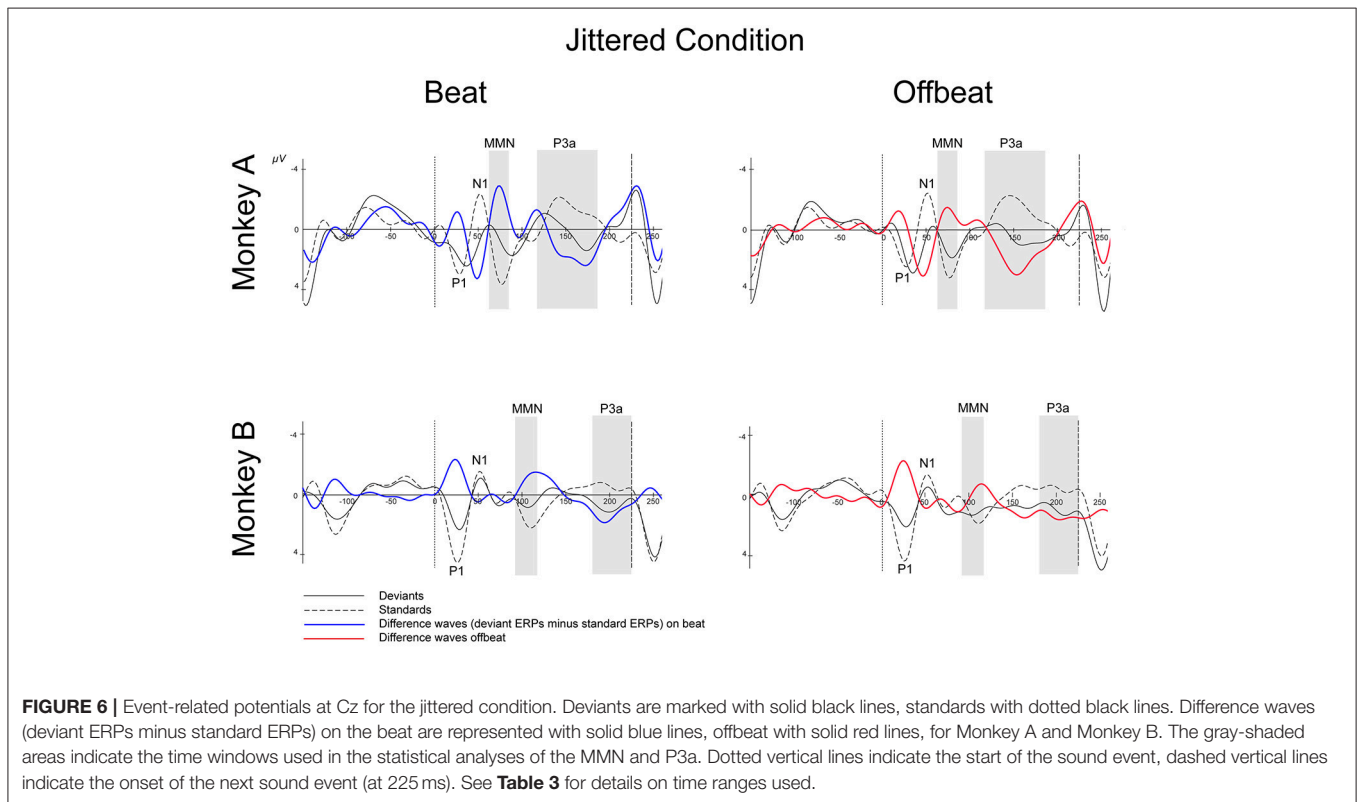 Jittered Condition
Beat
Offbeat
Monkey A
µV
MMN
P3a
N1
P1
-4
0
4
-100
-50
0
50
100
150
200
250
MMN
P3a
N1
P1
-4
0
4
-100
-50
0
50
100
150
200
250
Monkey B
MMN
P3a
N1
P1
-4
0
4
-100
-50
0
50
100
150
200
250
MMN
P3a
N1
P1
-4
0
4
-100
-50
0
50
100
150
200
250
Deviants
Standards
Difference waves (deviant ERPs minus standard ERPs) on beat
Difference waves offbeat
FIGURE 6 | Event-related potentials at Cz for the jittered condition. Deviants are marked with solid black lines, standards with dotted black lines. Difference waves
(deviant ERPs minus standard ERPs) on the beat are represented with solid blue lines, offbeat with solid red lines, for Monkey A and Monkey B. The gray-shaded
areas indicate the time windows used in the statistical analyses of the MMN and P3a. Dotted vertical lines indicate the start of the sound event, dashed vertical lines
indicate the onset of the next sound event (at 225 ms). See Table 3 for details on time ranges used.